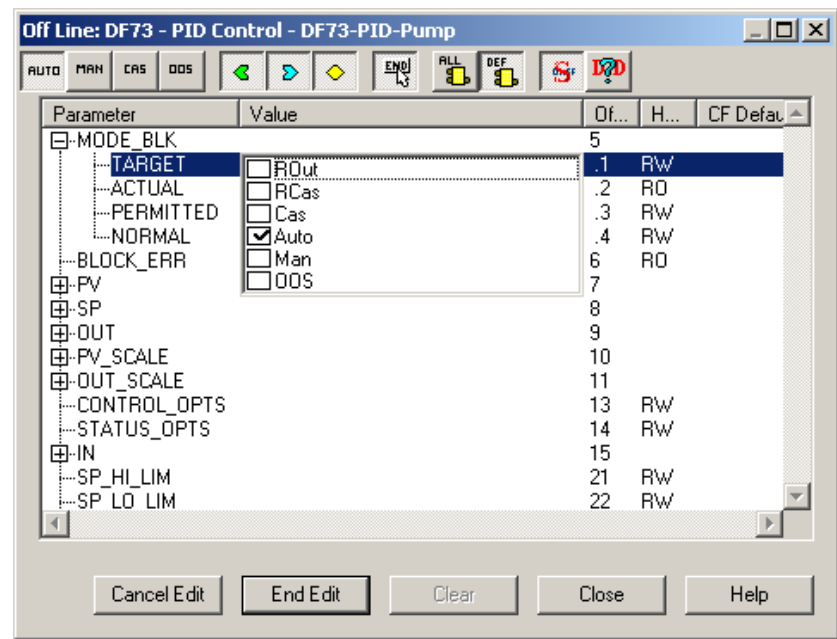 Off Line: DF73 - PID Control - DF73-PID-Pump
AUTO MAN CAS OOS END ALL DEF
Parameter Value Of... H... CF Defau
MODE_BLK 5
TARGET ROut .1 RW
ACTUAL RCas .2 RO
PERMITTED Cas .3 RW
NORMAL Auto .4 RW
BLOCK_ERR Man 6 RO
PV OOS 7
SP 8
OUT 9
PV_SCALE 10
OUT_SCALE 11
CONTROL_OPTS 13 RW
STATUS_OPTS 14 RW
IN 15
SP_HI_LIM 21 RW
SP_LO_LIM 22 RW
Cancel Edit End Edit Clear Close Help